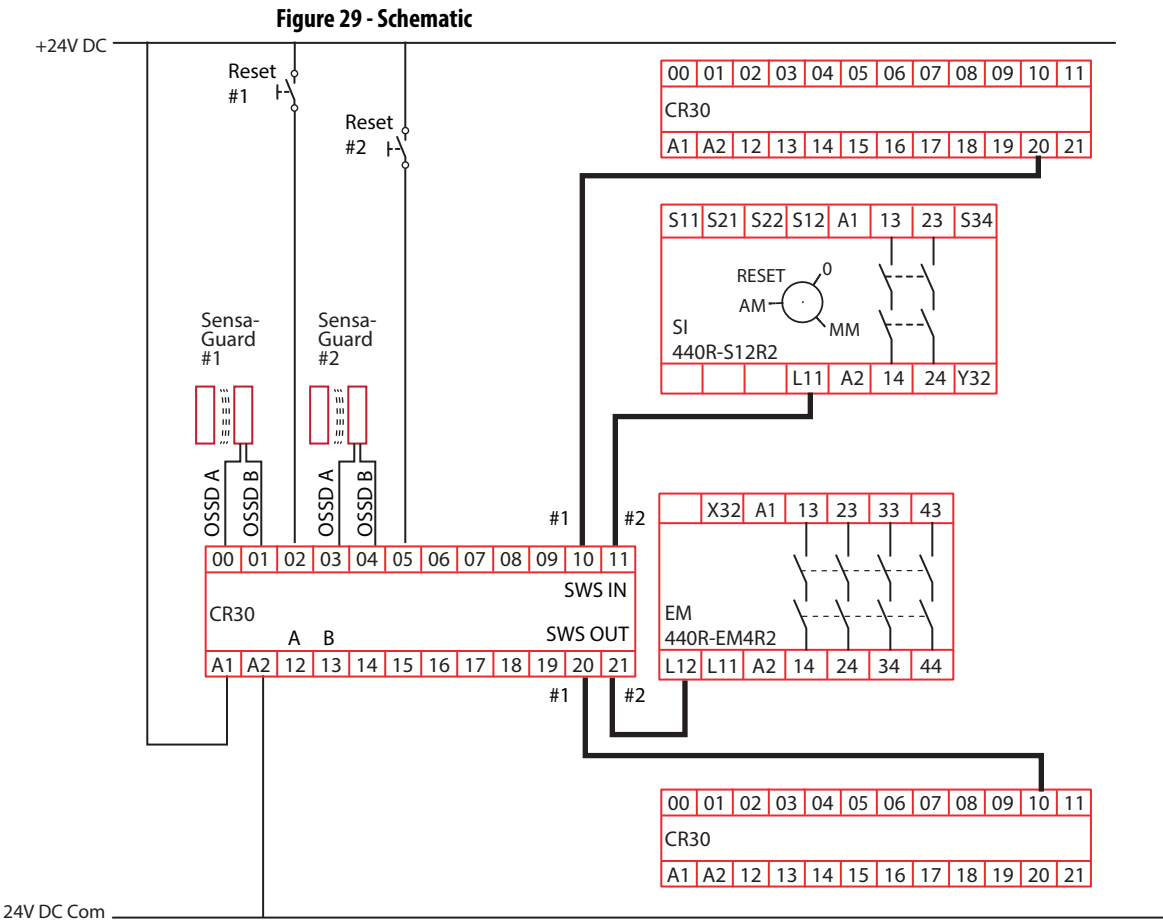 Figure 29 - Schematic
+24V DC
Reset
#1
Reset
#2
00 01 02 03 04 05 06 07 08 09 10 11
CR30
A1 A2 12 13 14 15 16 17 18 19 20 21
S11 S21 S22 S12 A1 13 23 S34
RESET
0
AM
MM
SI
440R-S12R2
L11 A2 14 24 Y32
Sensa-
Guard
#1
Sensa-
Guard
#2
OSSD A
OSSD B
OSSD A
OSSD B
#1
#2
00 01 02 03 04 05 06 07 08 09 10 11
SWS IN
CR30
A B
SWS OUT
A1 A2 12 13 14 15 16 17 18 19 20 21
#1
#2
X32 A1 13 23 33 43
EM
440R-EM4R2
L12 L11 A2 14 24 34 44
00 01 02 03 04 05 06 07 08 09 10 11
CR30
A1 A2 12 13 14 15 16 17 18 19 20 21
24V DC Com